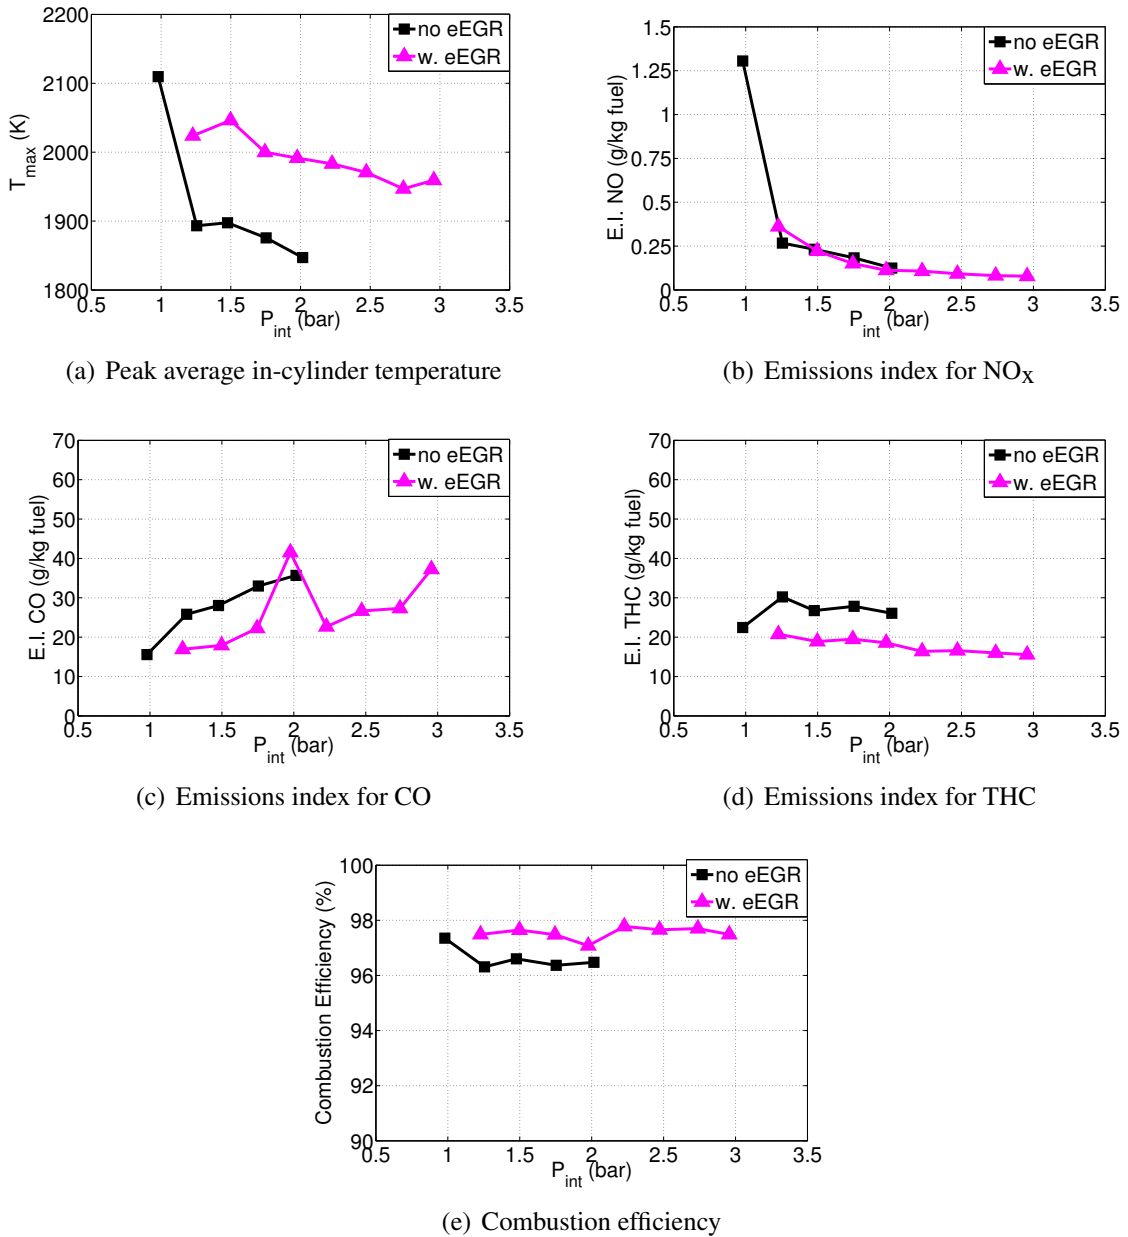 2200
2100
2000
1900
1800
T_max (K)
0.5 1 1.5 2 2.5 3 3.5
P_int (bar)
no eEGR
w. eEGR
(a) Peak average in-cylinder temperature
1.5
1.25
1
0.75
0.5
0.25
0
E.I. NO (g/kg fuel)
0.5 1 1.5 2 2.5 3 3.5
P_int (bar)
no eEGR
w. eEGR
(b) Emissions index for NOX
70
60
50
40
30
20
10
0
E.I. CO (g/kg fuel)
0.5 1 1.5 2 2.5 3 3.5
P_int (bar)
no eEGR
w. eEGR
(c) Emissions index for CO
70
60
50
40
30
20
10
0
E.I. THC (g/kg fuel)
0.5 1 1.5 2 2.5 3 3.5
P_int (bar)
no eEGR
w. eEGR
(d) Emissions index for THC
100
98
96
94
92
90
Combustion Efficiency (%)
0.5 1 1.5 2 2.5 3 3.5
P_int (bar)
no eEGR
w. eEGR
(e) Combustion efficiency